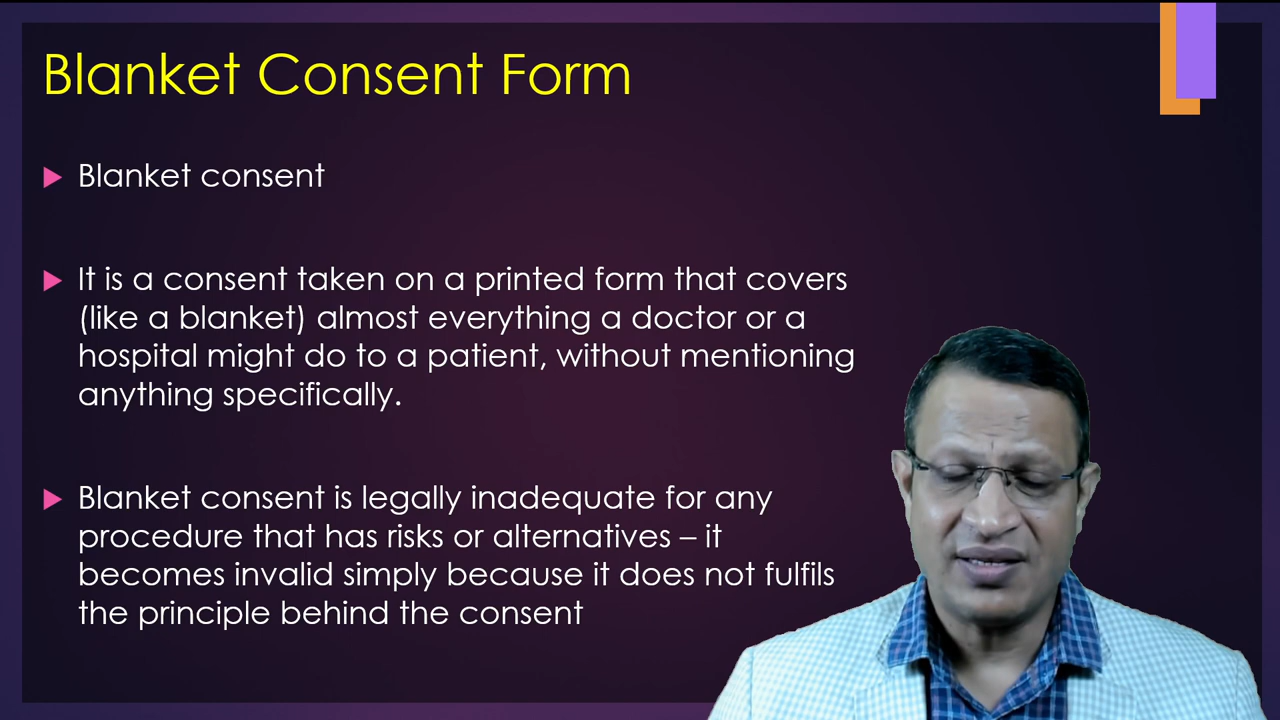 Blanket Consent Form
Blanket consent
It is a consent taken on a printed form that covers
(like a blanket) almost everything a doctor or a
hospital might do to a patient, without mentioning
anything specifically.
Blanket consent is legally inadequate for any
procedure that has risks or alternatives – it
becomes invalid simply because it does not fulfils
the principle behind the consent